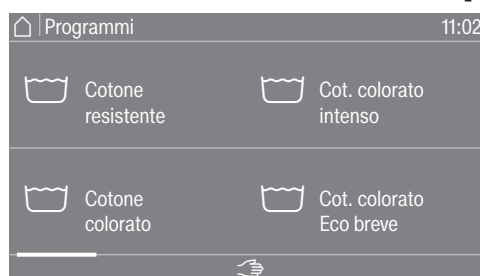 Programmi 11:02
Cotone
resistente
Cot. colorato
intenso
Cotone
colorato
Cot. colorato
Eco breve